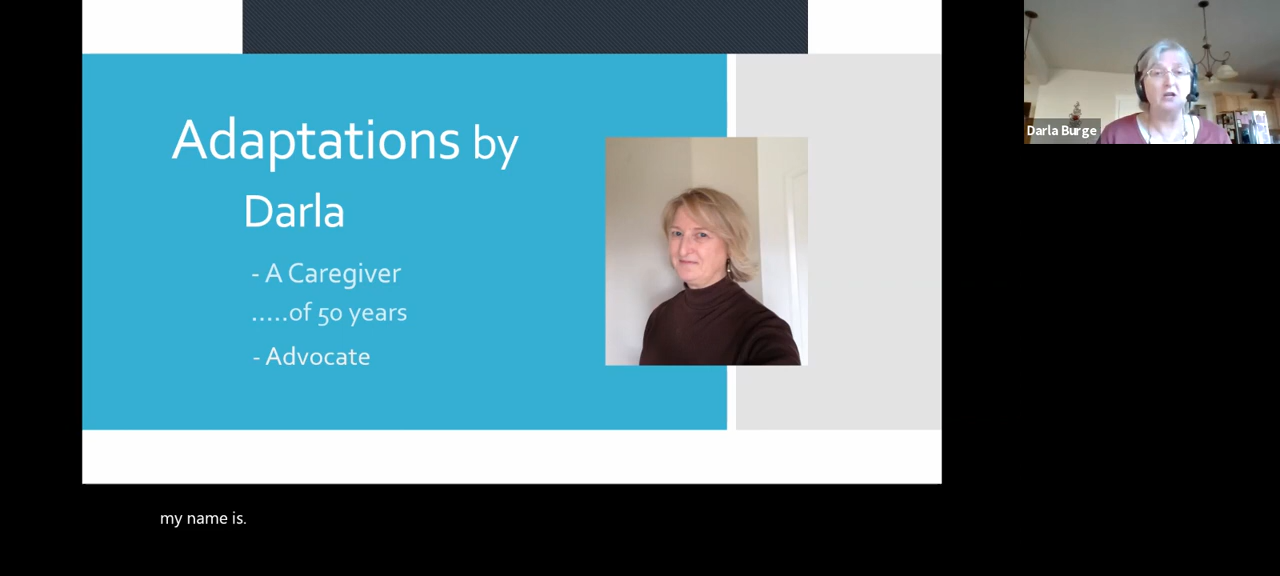 Adaptations by
Darla
- A Caregiver
.....of 50 years
- Advocate
Darla Burge
my name is.